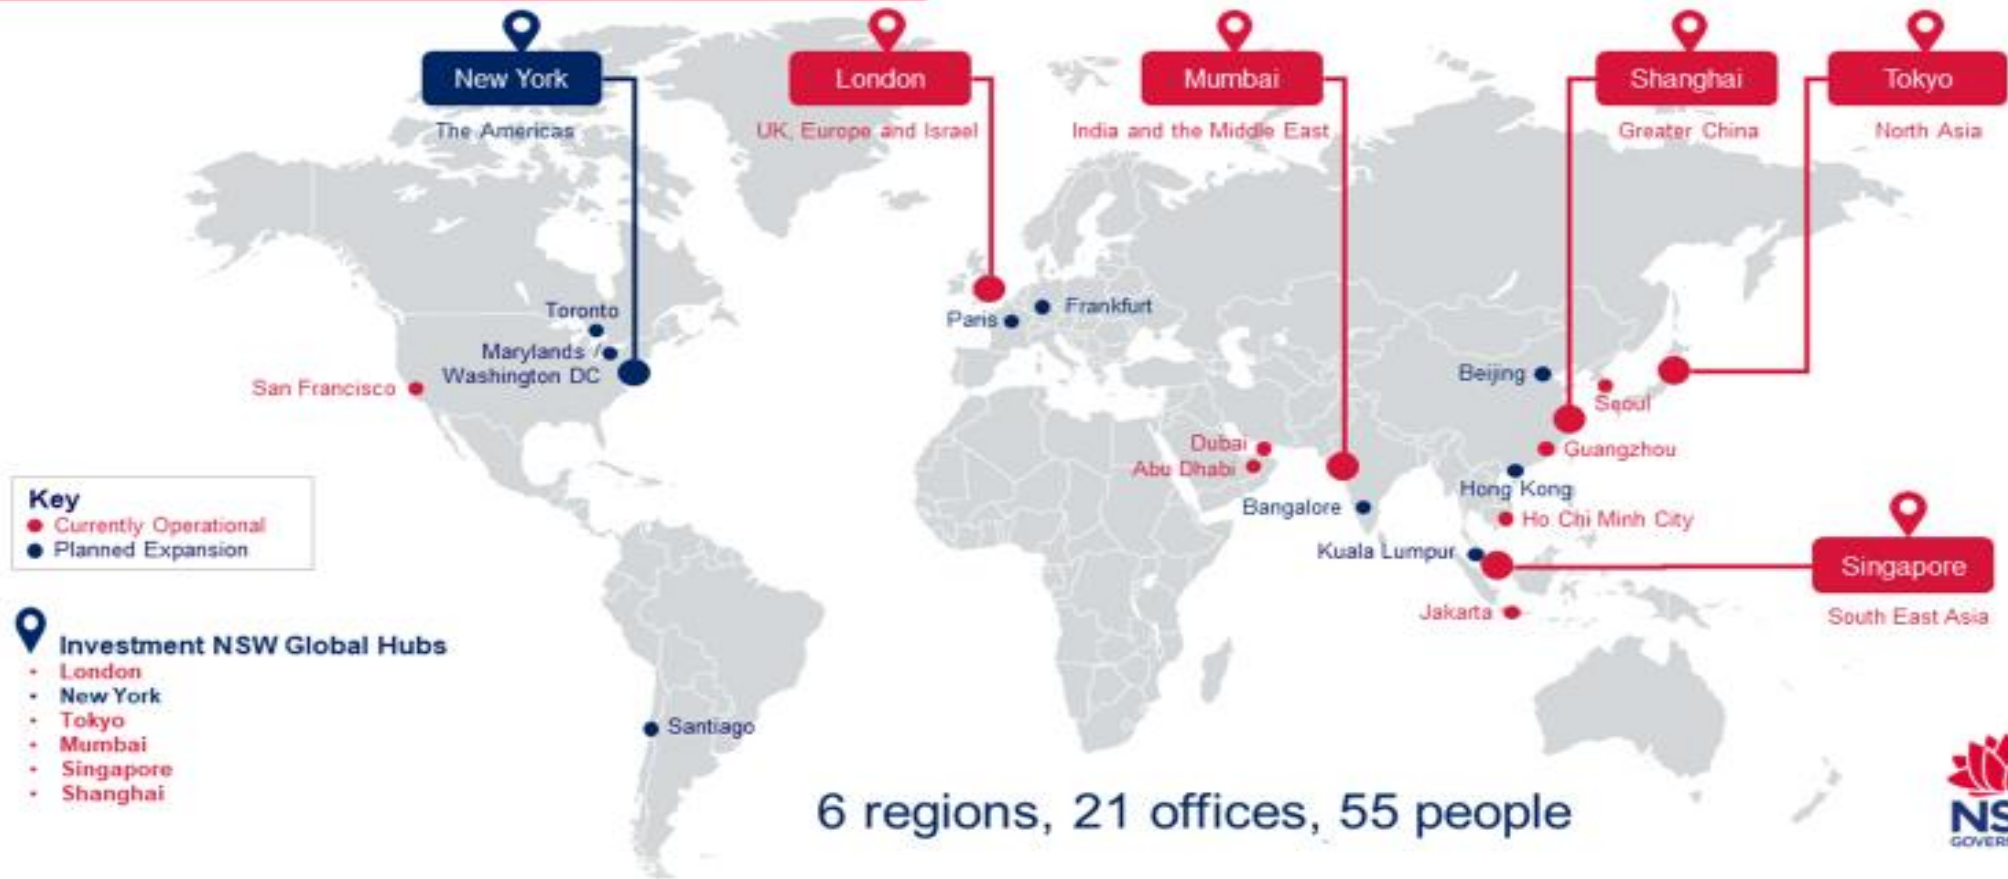 New York
The Americas
London
UK, Europe and Israel
Mumbai
India and the Middle East
Shanghai
Greater China
Tokyo
North Asia
Toronto
Marylands /
Washington DC
San Francisco
Paris
Frankfurt
Beijing
Seoul
Guangzhou
Dubai
Abu Dhabi
Hong Kong
Bangalore
Ho Chi Minh City
Kuala Lumpur
Singapore
South East Asia
Jakarta
Santiago
Key
Currently Operational
Planned Expansion
Investment NSW Global Hubs
- London
- New York
- Tokyo
- Mumbai
- Singapore
- Shanghai
6 regions, 21 offices, 55 people